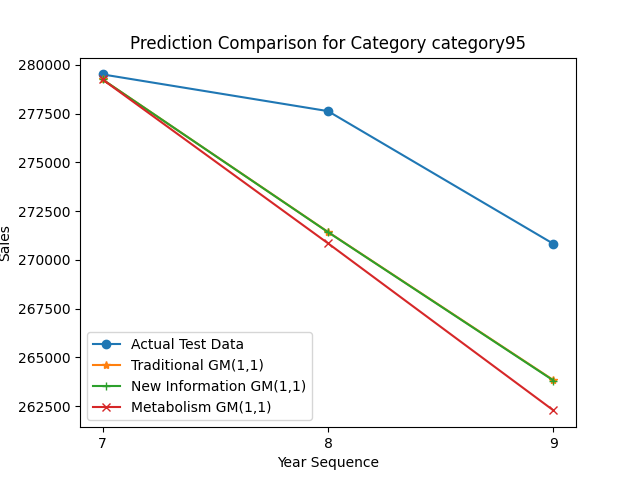 Prediction Comparison for Category category95
280000
277500
275000
272500
270000
267500
265000
262500
Sales
Actual Test Data
Traditional GM(1,1)
New Information GM(1,1)
Metabolism GM(1,1)
7
8
9
Year Sequence